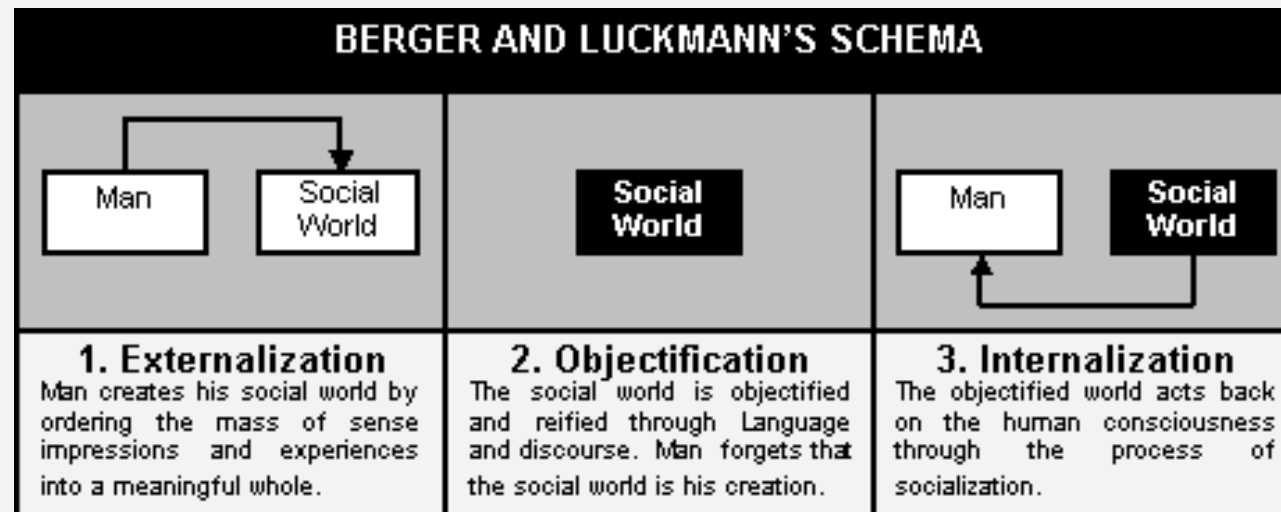 BERGER AND LUCKMANN'S SCHEMA
Man
Social
World
Social
World
Man
Social
World
1. Externalization
Man creates his social world by
ordering the mass of sense
impressions and experiences
into a meaningful whole.
2. Objectification
The social world is objectified
and reified through Language
and discourse. Man forgets that
the social world is his creation.
3. Internalization
The objectified world acts back
on the human consciousness
through the process of
socialization.